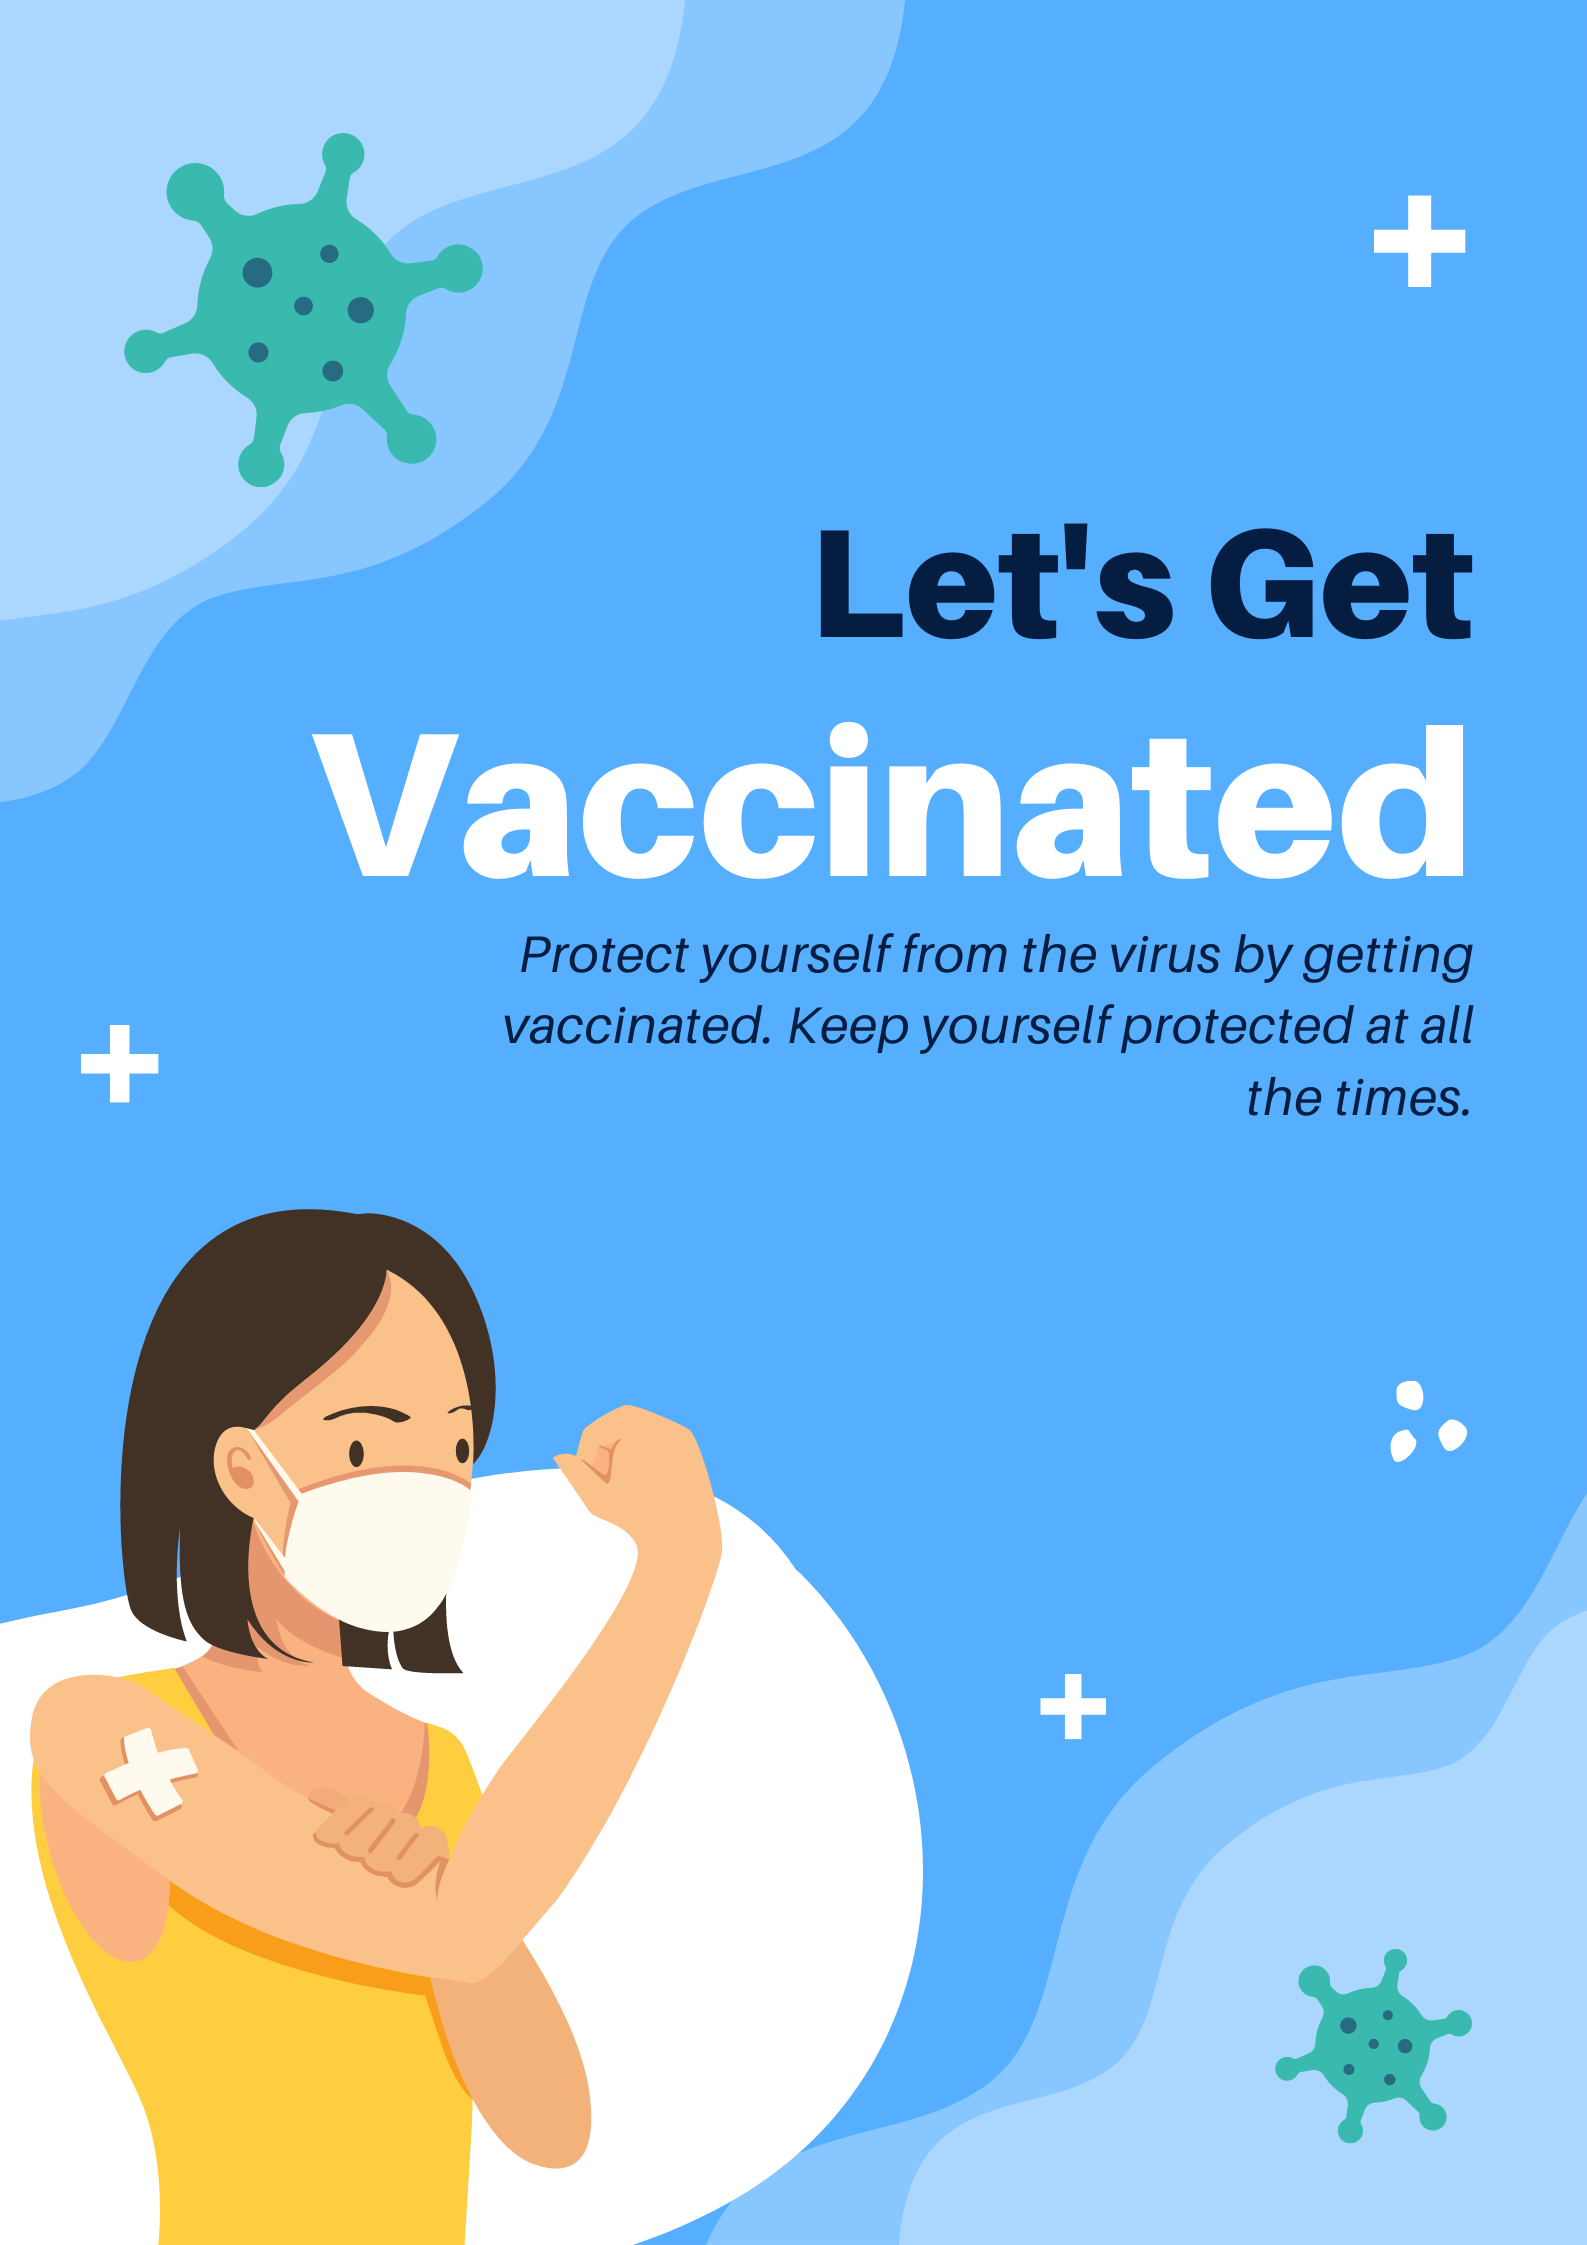 Let's Get
Vaccinated
Protect yourself from the virus by getting
vaccinated. Keep yourself protected at all
the times.